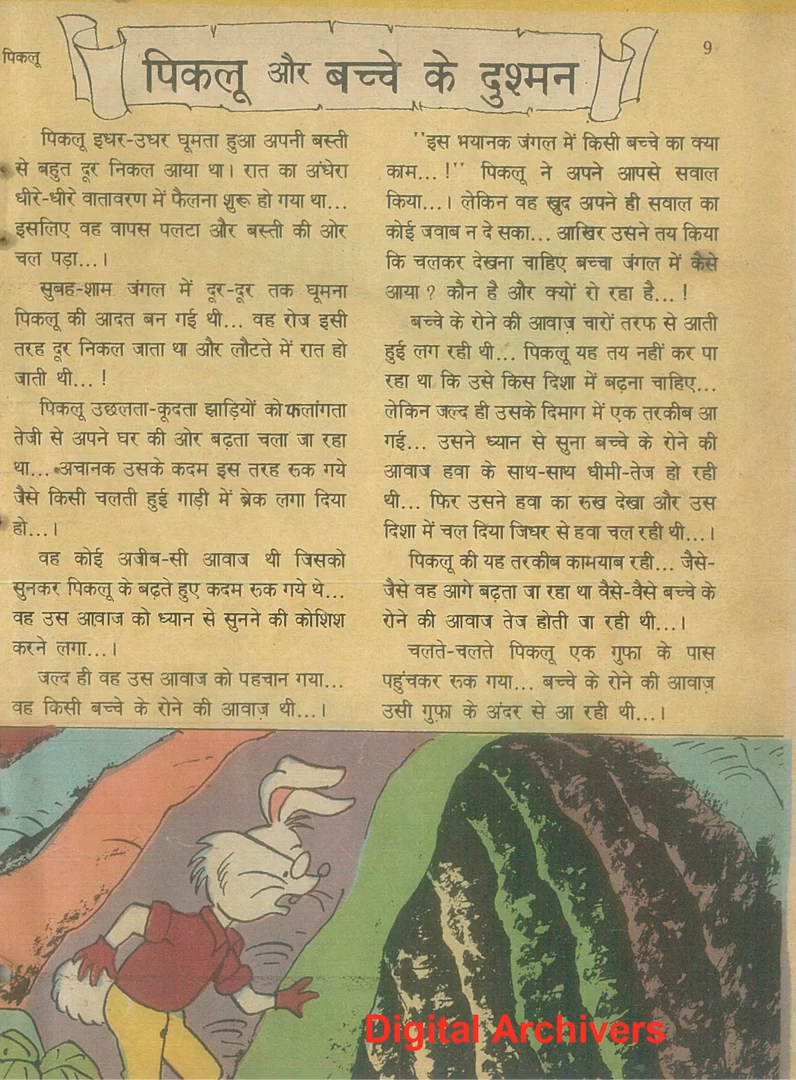 पिकलू
9
पिकलू और बच्चे के दुश्मन
पिकलू इधर-उधर घूमता हुआ अपनी बस्ती
से बहुत दूर निकल आया था। रात का अंधेरा
धीरे-धीरे वातावरण में फैलना शुरू हो गया था...
इसलिए वह वापस पलटा और बस्ती की ओर
चल पड़ा...।
सुबह-शाम जंगल में दूर-दूर तक घूमना
पिकलू की आदत बन गई थी... वह रोज इसी
तरह दूर निकल जाता था और लौटते में रात हो
जाती थी...!
पिकलू उछलता-कूदता झाड़ियों को फलांगता
तेजी से अपने घर की ओर बढ़ता चला जा रहा
था... अचानक उसके कदम इस तरह रूक गये
जैसे किसी चलती हुई गाड़ी में ब्रेक लगा दिया
हो...।
वह कोई अजीब-सी आवाज थी जिसको
सुनकर पिकलू के बढ़ते हुए कदम रूक गये थे...
वह उस आवाज को ध्यान से सुनने की कोशिश
करने लगा...।
जल्द ही वह उस आवाज को पहचान गया...
वह किसी बच्चे के रोने की आवाज़ थी...।
"इस भयानक जंगल में किसी बच्चे का क्या
काम...!" पिकलू ने अपने आपसे सवाल
किया...। लेकिन वह खुद अपने ही सवाल का
कोई जवाब न दे सका... आखिर उसने तय किया
कि चलकर देखना चाहिए बच्चा जंगल में कैसे
आया? कौन है और क्यों रो रहा है...!
बच्चे के रोने की आवाज़ चारों तरफ से आती
हुई लग रही थी... पिकलू यह तय नहीं कर पा
रहा था कि उसे किस दिशा में बढ़ना चाहिए...
लेकिन जल्द ही उसके दिमाग में एक तरकीब आ
गई... उसने ध्यान से सुना बच्चे के रोने की
आवाज हवा के साथ-साथ धीमी-तेज हो रही
थी... फिर उसने हवा का रूख देखा और उस
दिशा में चल दिया जिधर से हवा चल रही थी...।
पिकलू की यह तरकीब कामयाब रही... जैसे-
जैसे वह आगे बढ़ता जा रहा था वैसे-वैसे बच्चे के
रोने की आवाज तेज होती जा रही थी...।
चलते-चलते पिकलू एक गुफा के पास
पहुंचकर रूक गया... बच्चे के रोने की आवाज़
उसी गुफ़ा के अंदर से आ रही थी...।
Digital Archivers